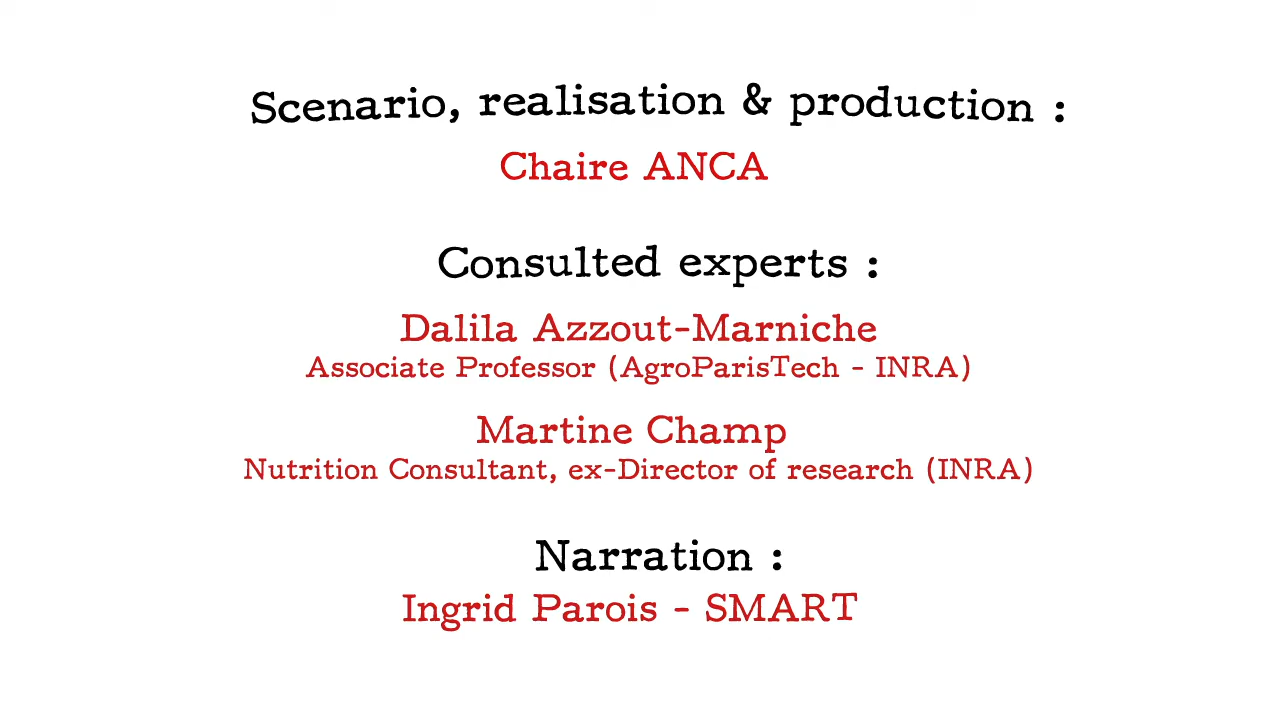 Scenario, realisation & production :
Chaire ANCA
Consulted experts :
Dalila Azzout-Marniche
Associate Professor (AgroParisTech - INRA)
Martine Champ
Nutrition Consultant, ex-Director of research (INRA)
Narration :
Ingrid Parois - SMART